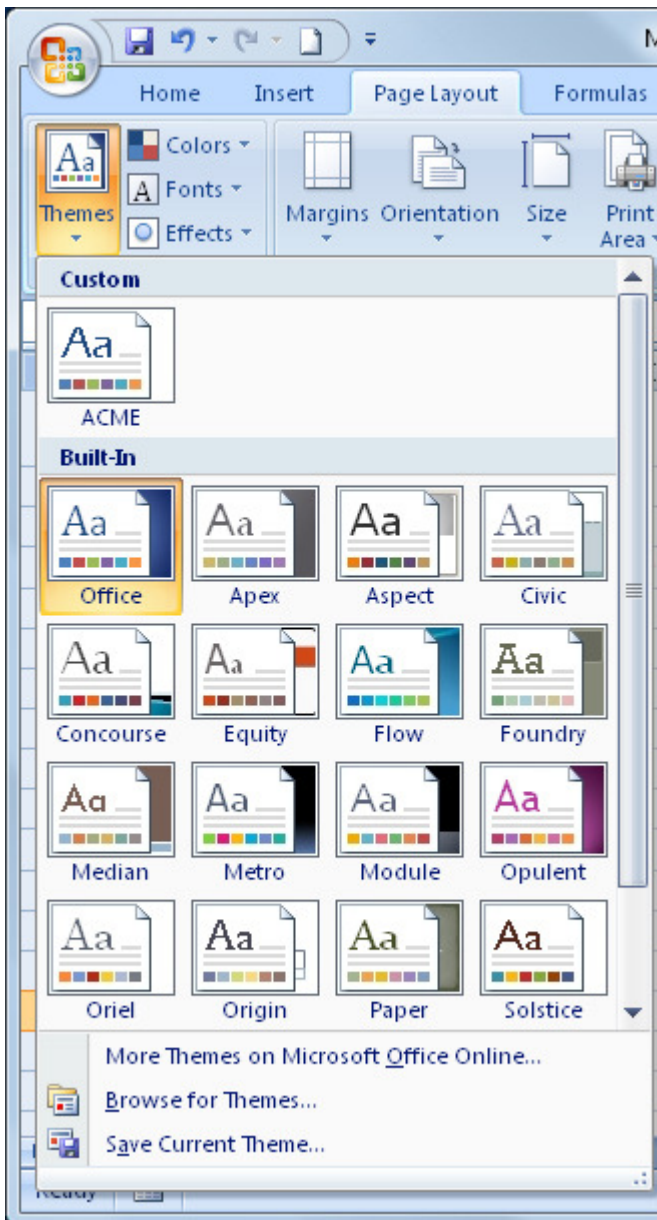 M
Home Insert Page Layout Formulas
Aa Colors
A Fonts
Themes Effects Margins Orientation Size Print Area
Custom
Aa
ACME
Built-In
Aa Aa Aa Aa
Office Apex Aspect Civic
Aa Aa Aa Aa
Concourse Equity Flow Foundry
Aa Aa Aa Aa
Median Metro Module Opulent
Aa Aa Aa Aa
Oriel Origin Paper Solstice
More Themes on Microsoft Office Online...
Browse for Themes...
Save Current Theme...
Ready